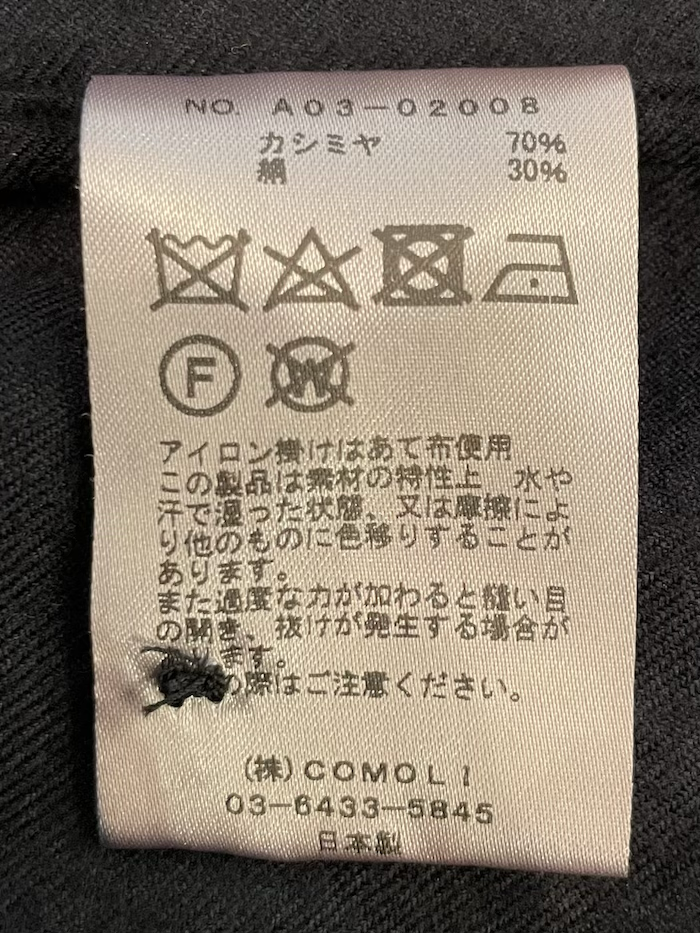 NO. A03-02008
カシミヤ 70%
絹 30%
F W
アイロン掛けはあて布使用
この製品は素材の特性上 水や
汗で湿った状態、又は摩擦によ
り他のものに色移りすることが
あります。
また過度な力が加わると縫い目
の開き、抜けが発生する場合が
あります。
の際はご注意ください。
(株)COMOLI
03-6433-5845
日本製